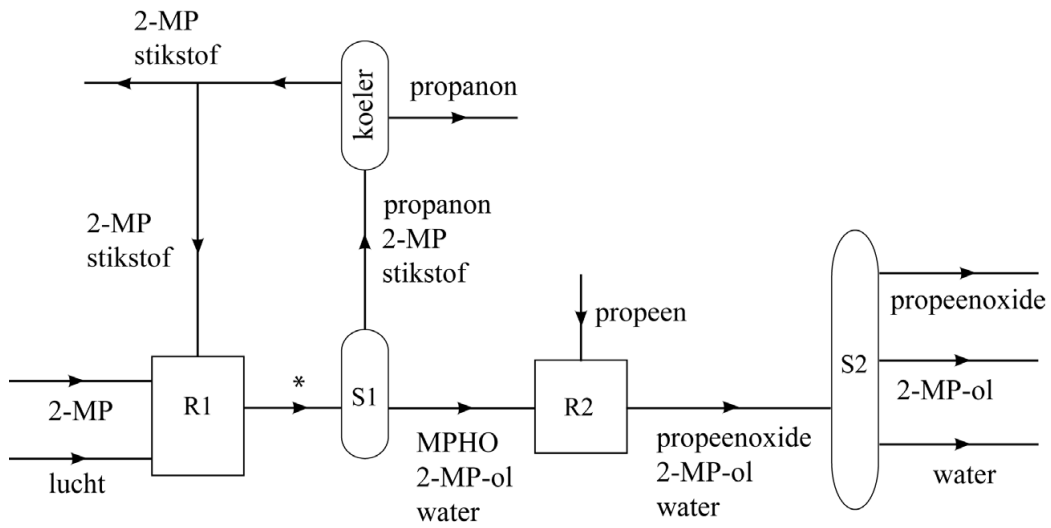 2-MP
stikstof
koeler
propanon
2-MP
stikstof
propanon
2-MP
stikstof
propeen
2-MP
lucht
R1
*
S1
MPHO
2-MP-ol
water
R2
propeenoxide
2-MP-ol
water
S2
propeenoxide
2-MP-ol
water